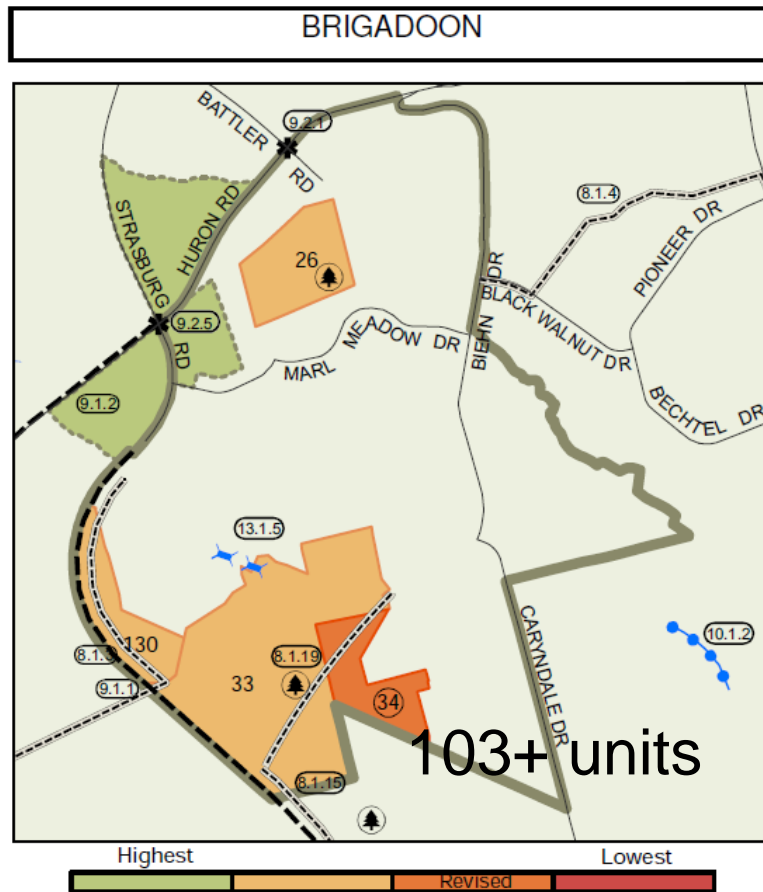 BRIGADOON
BATTLER
RD
9.2.1
HURON RD
STRASBURG
RD
8.1.4
PIONEER DR
26
9.2.5
BLACK WALNUT DR
BIEHN DR
MARL MEADOW DR
9.1.2
BECHTEL DR
13.1.5
CARYNDALE DR
10.1.2
130
8.1.19
33
9.1.1
34
103+ units
8.1.15
Highest
Lowest
Revised